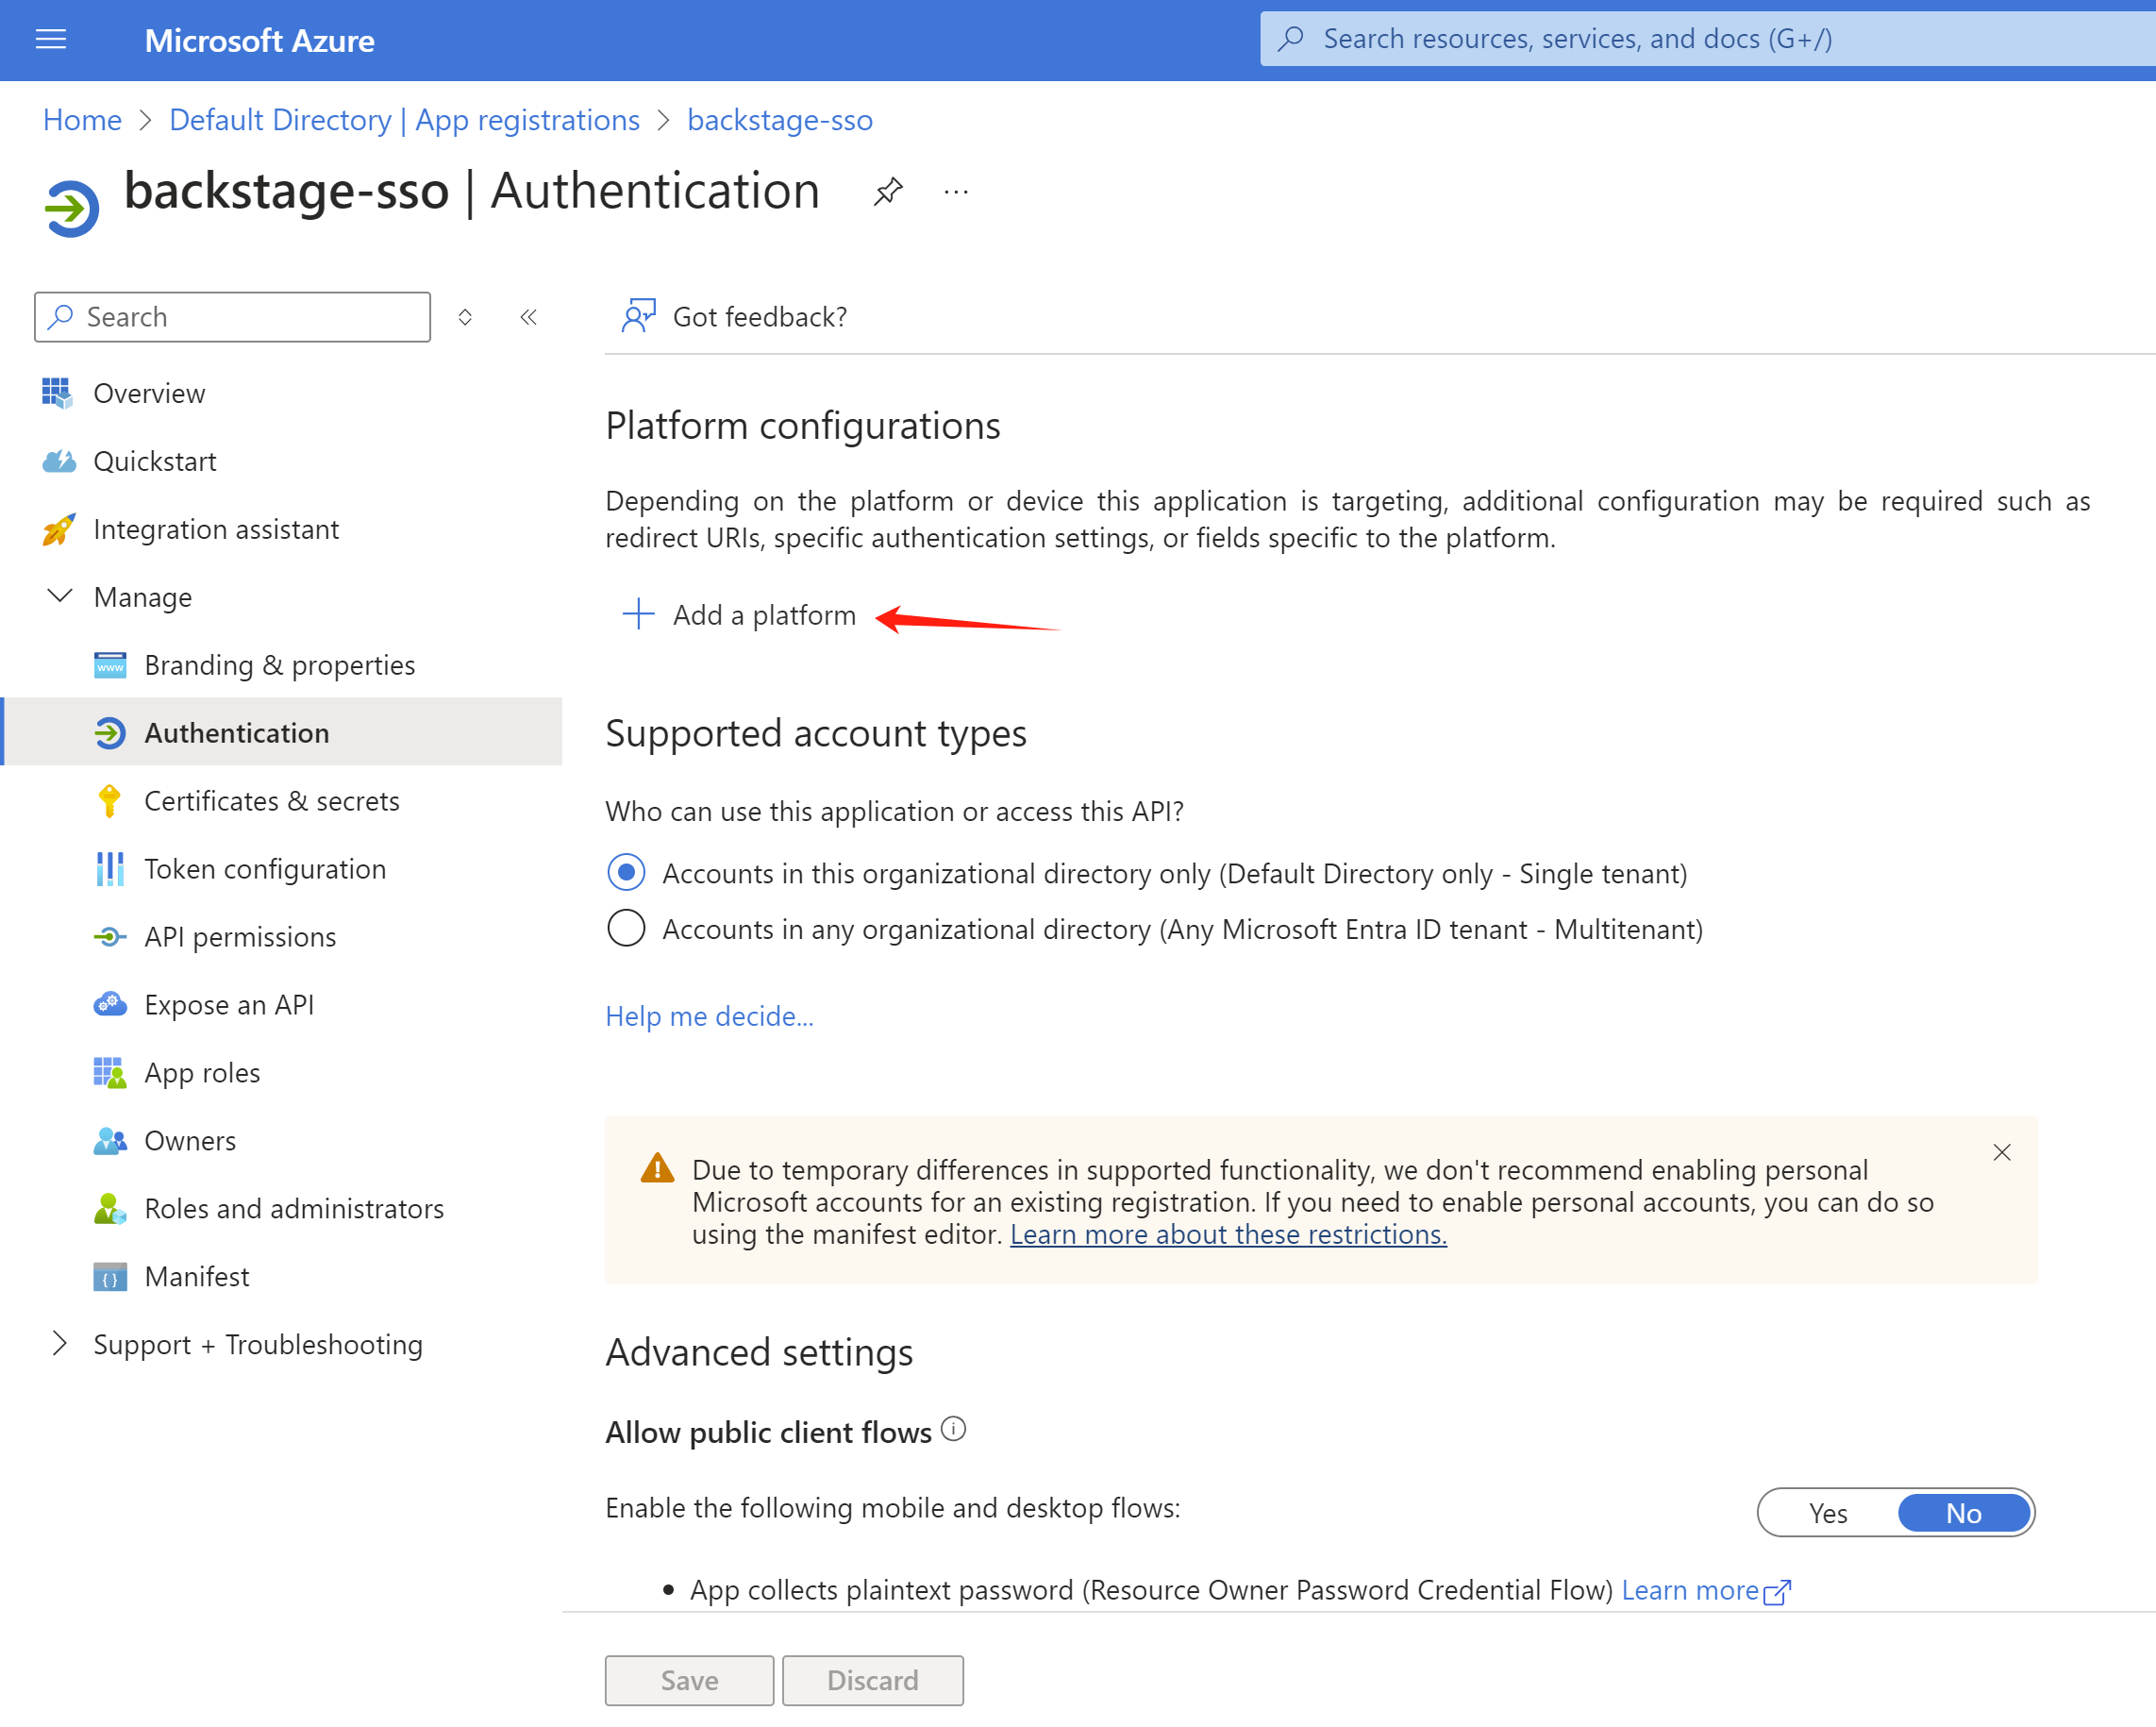 Microsoft Azure
Search resources, services, and docs (G+/)
Home > Default Directory | App registrations > backstage-sso
backstage-sso | Authentication
...
Search
Got feedback?
Overview
Quickstart
Integration assistant
Manage
Branding & properties
Authentication
Certificates & secrets
Token configuration
API permissions
Expose an API
App roles
Owners
Roles and administrators
Manifest
Support + Troubleshooting
Platform configurations
Depending on the platform or device this application is targeting, additional configuration may be required such as
redirect URIs, specific authentication settings, or fields specific to the platform.
Add a platform
Supported account types
Who can use this application or access this API?
Accounts in this organizational directory only (Default Directory only - Single tenant)
Accounts in any organizational directory (Any Microsoft Entra ID tenant - Multitenant)
Help me decide...
Due to temporary differences in supported functionality, we don't recommend enabling personal
Microsoft accounts for an existing registration. If you need to enable personal accounts, you can do so
using the manifest editor. Learn more about these restrictions.
Advanced settings
Allow public client flows
Enable the following mobile and desktop flows:
Yes No
• App collects plaintext password (Resource Owner Password Credential Flow) Learn more
Save Discard